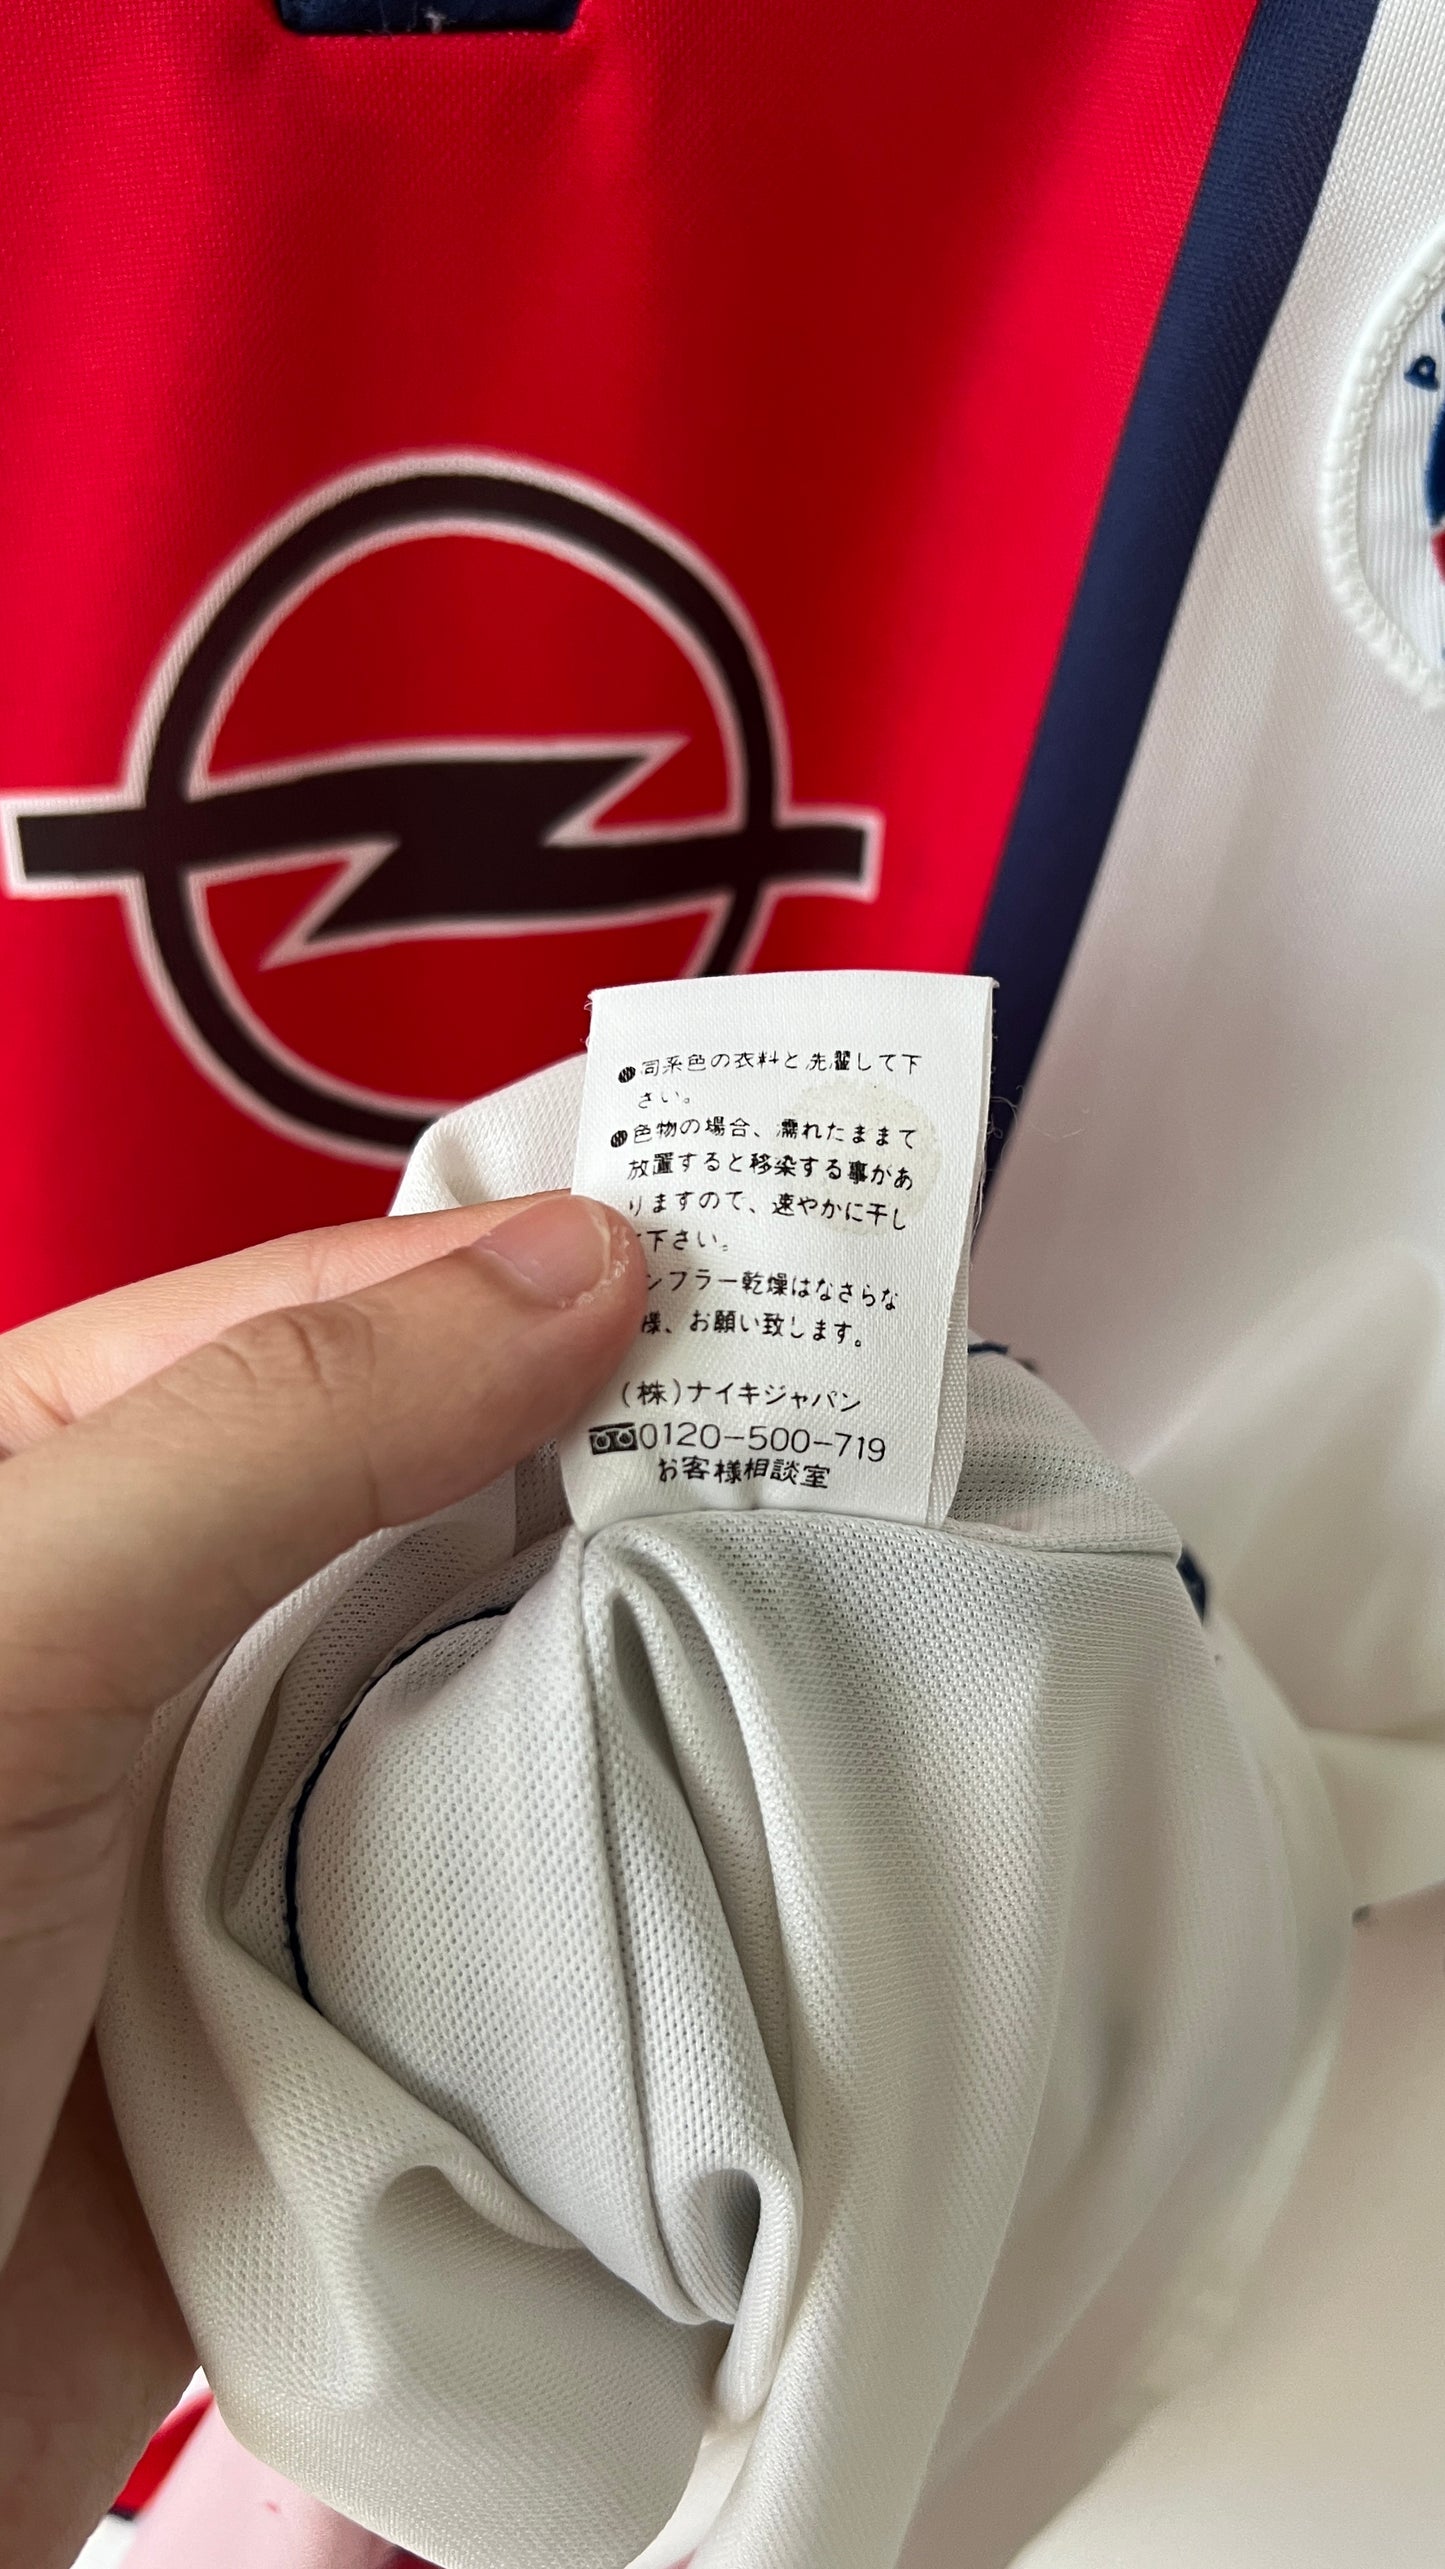 ●同系色の衣料と洗濯して下
さい。
●色物の場合、濡れたままて
放置すると移染する事があ
りますので、速やかに干し
下さい。
ンフラー乾燥はなさらな
様、お願い致します。
(株)ナイキジャパン
0120-500-719
お客様相談室
P